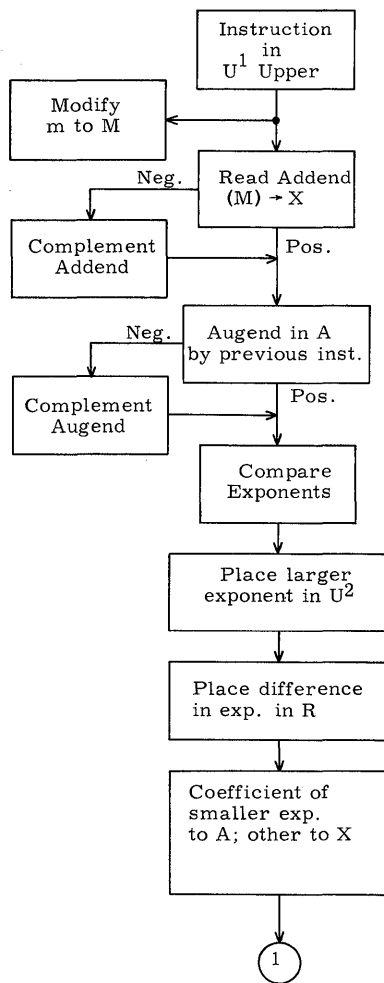 Instruction
in
U¹ Upper
Modify
m to M
Neg.
Read Addend
(M) → X
Complement
Addend
Pos.
Neg.
Augend in A
by previous inst.
Complement
Augend
Pos.
Compare
Exponents
Place larger
exponent in U²
Place difference
in exp. in R
Coefficient of
smaller exp.
to A; other to X
1